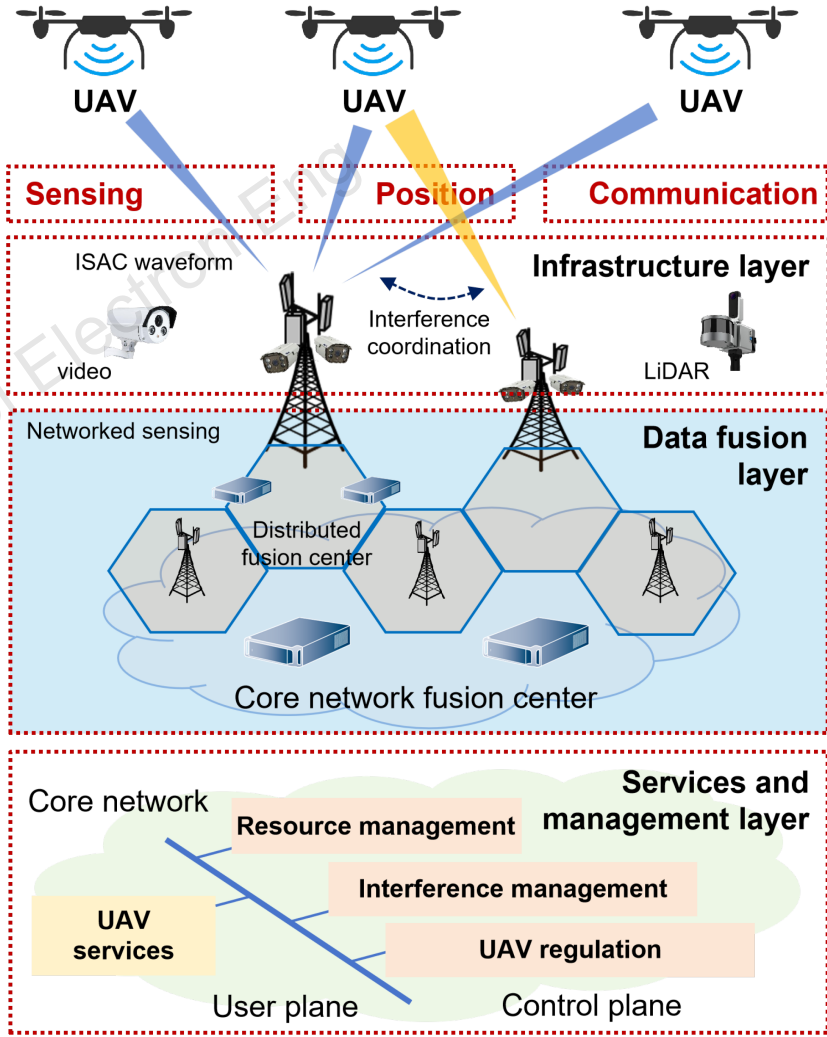 UAV
UAV
UAV
Sensing
Position
Communication
ISAC waveform
Infrastructure layer
Interference
coordination
video
LiDAR
Networked sensing
Data fusion
layer
Distributed
fusion center
Core network fusion center
Core network
Services and
management layer
Resource management
Interference management
UAV
services
UAV regulation
User plane
Control plane
Electron Eng